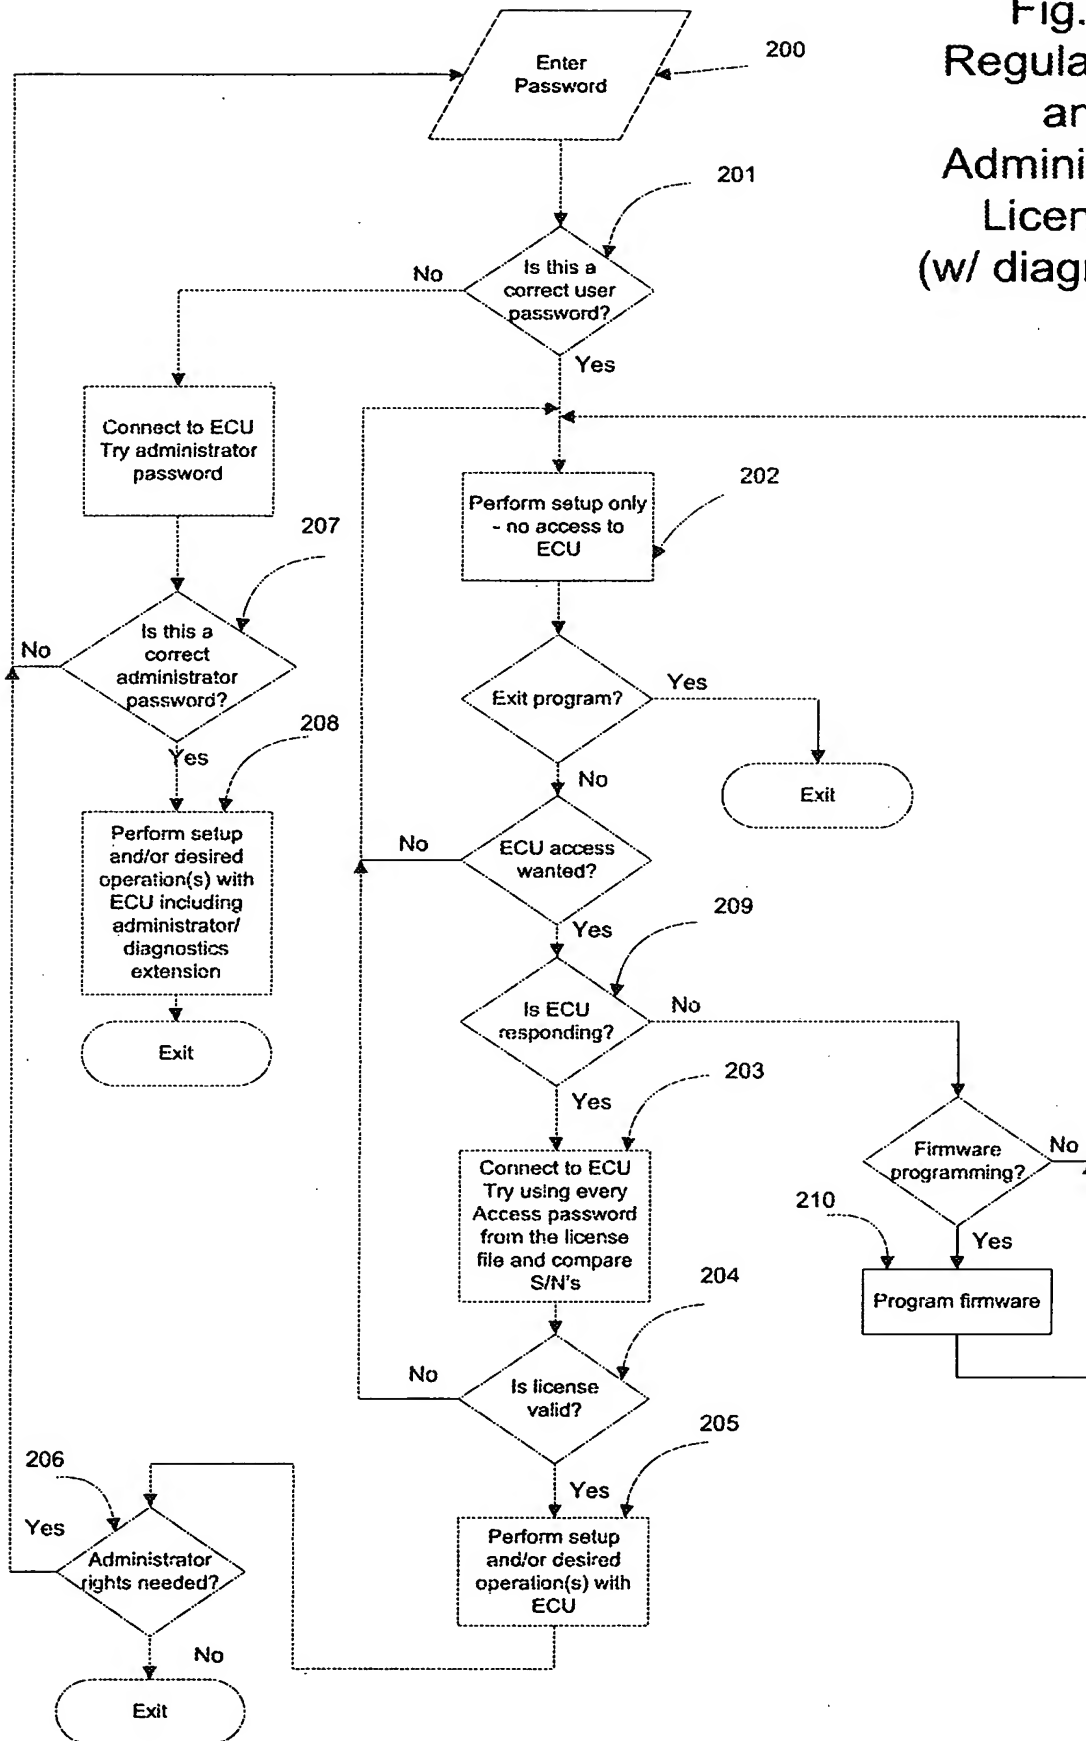 Fig.
Regula
an
Admini
Licen
(w/ diagn
Enter
Password
200
201
Is this a
correct user
password?
No
Yes
Connect to ECU
Try administrator
password
Perform setup only
- no access to
ECU
202
207
Is this a
correct
administrator
password?
No
Yes
208
Exit program?
Yes
No
Exit
Perform setup
and/or desired
operation(s) with
ECU including
administrator/
diagnostics
extension
Exit
ECU access
wanted?
No
Yes
209
Is ECU
responding?
No
Yes
203
Connect to ECU
Try using every
Access password
from the license
file and compare
S/N's
Firmware
programming?
No
Yes
210
Program firmware
204
Is license
valid?
No
Yes
205
Perform setup
and/or desired
operation(s) with
ECU
206
Yes
Administrator
rights needed?
No
Exit